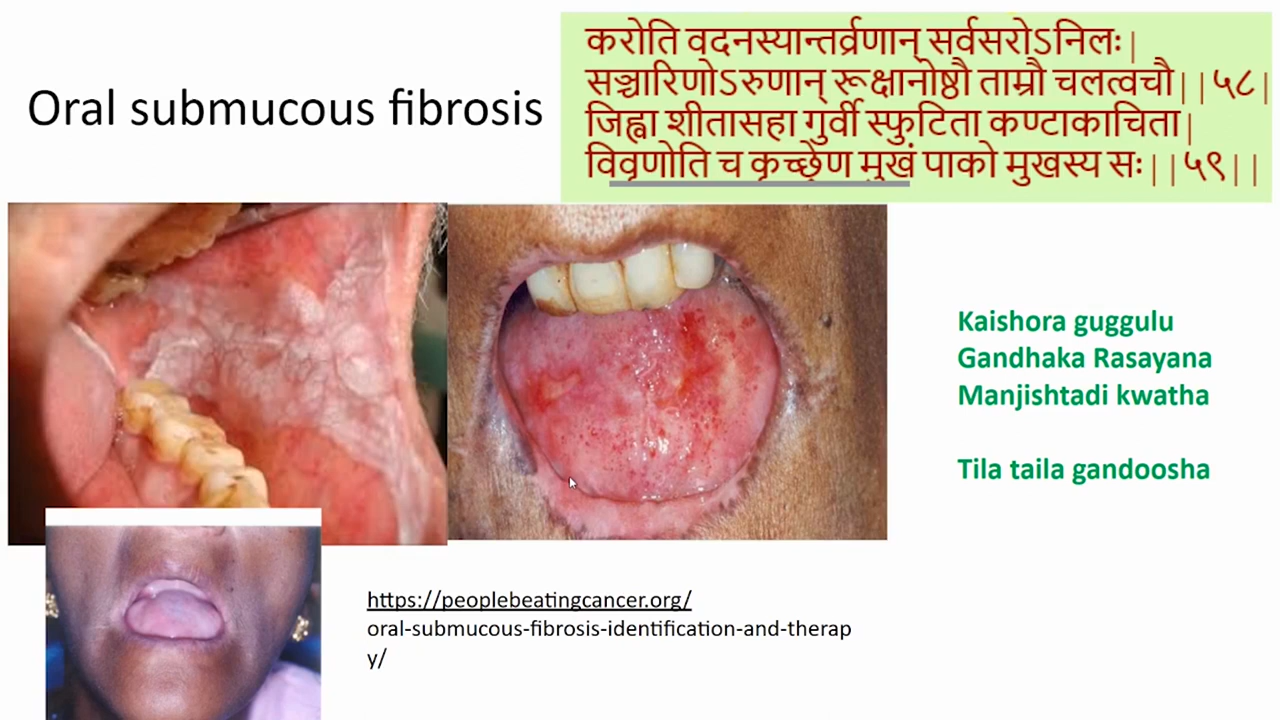 Oral submucous fibrosis
करोति वदनस्यान्तर्व्रणान् सर्वसरोऽनिलः|
सञ्चारिणोऽरुणान् रूक्षानोष्ठौ ताम्रौ चलत्वचौ||५८|
जिह्वा शीतासहा गुर्वी स्फुटिता कण्टाकाचिता|
विवृणोति च कृच्छ्रेण मुखं पाको मुखस्य सः||५९||
Kaishora guggulu
Gandhaka Rasayana
Manjishtadi kwatha
Tila taila gandoosha
https://peoplebeatingcancer.org/
oral-submucous-fibrosis-identification-and-therap
y/